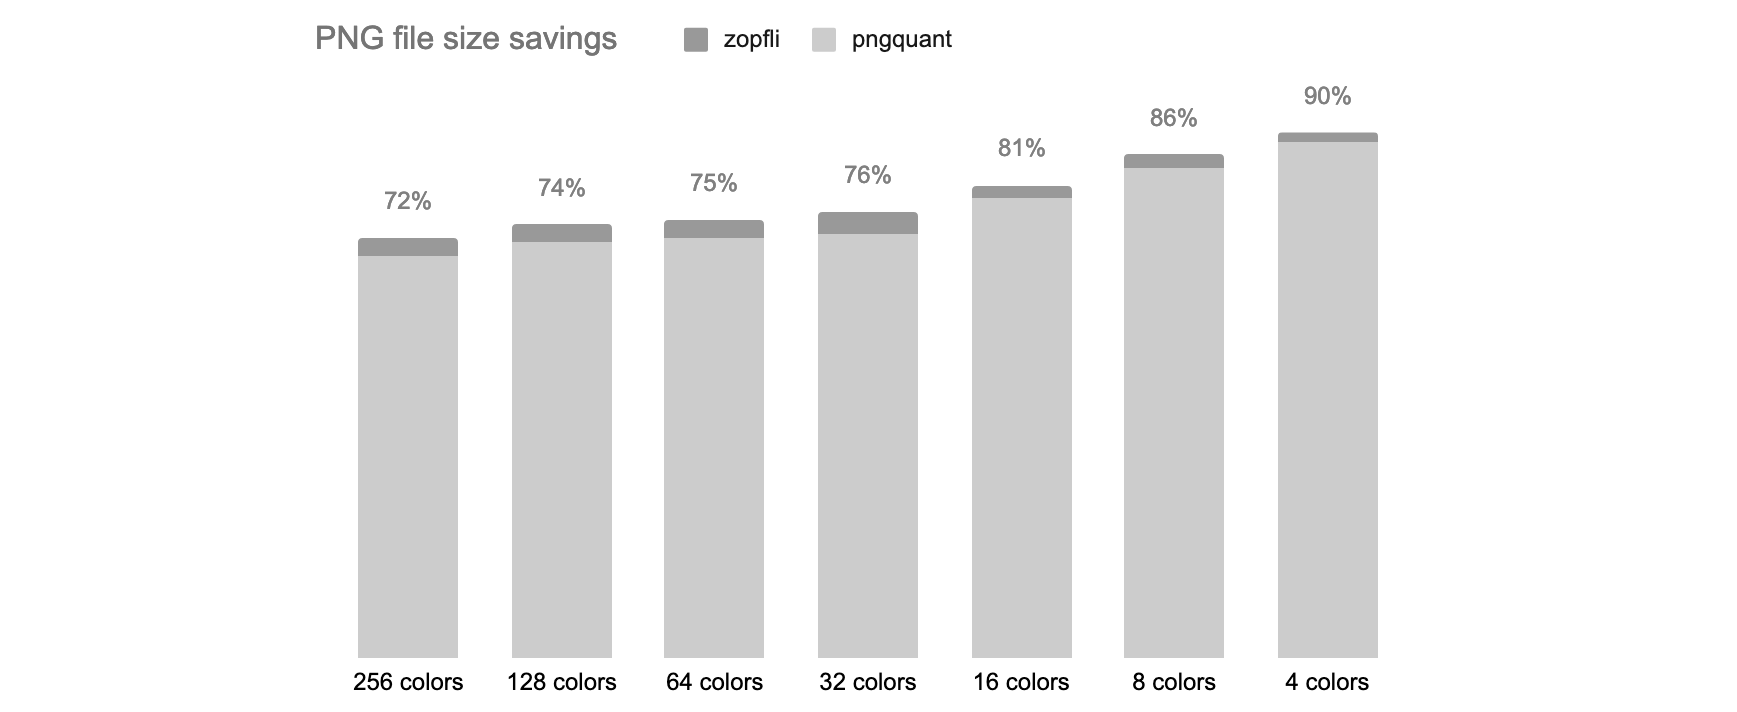 PNG file size savings
zopfli
pngquant
72%
74%
75%
76%
81%
86%
90%
256 colors
128 colors
64 colors
32 colors
16 colors
8 colors
4 colors